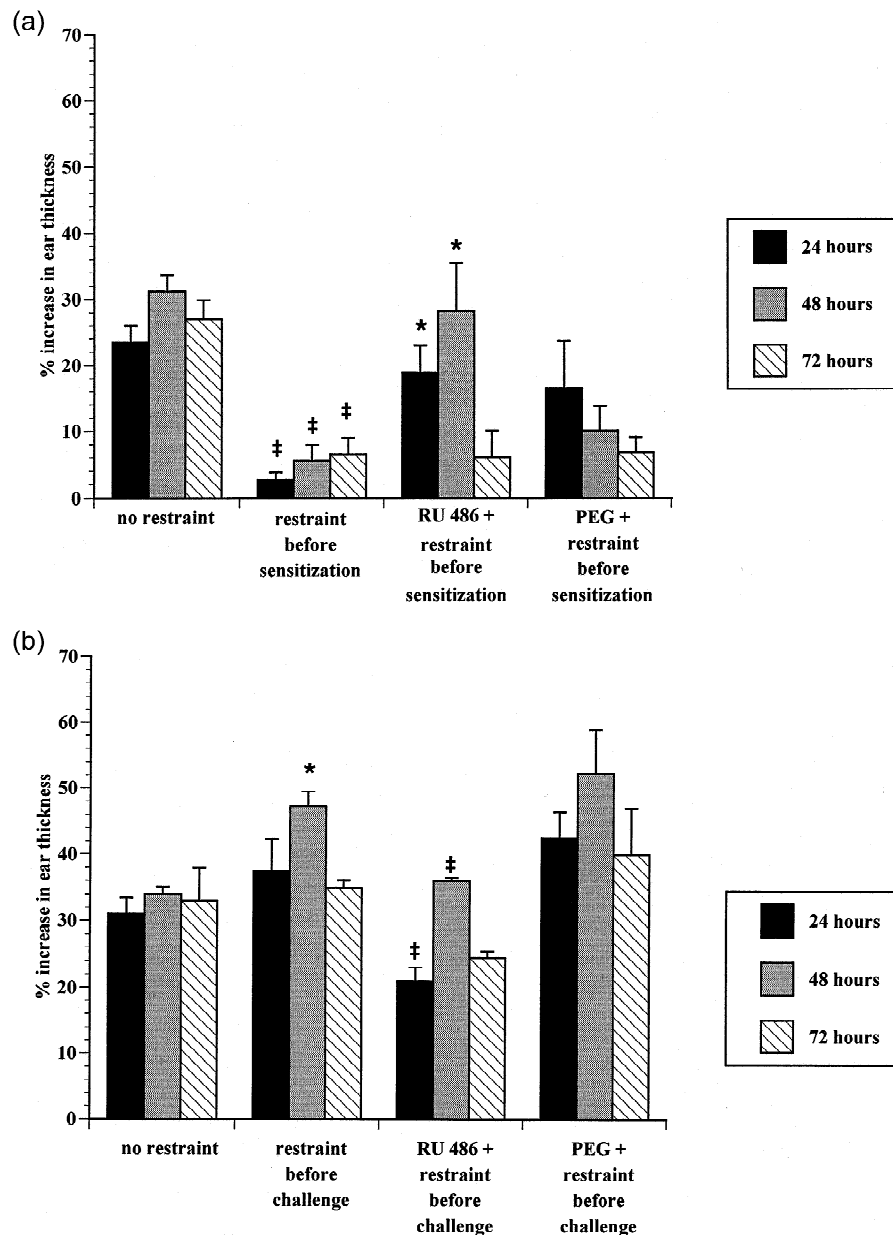 (a)
70
60
50
40
30
20
10
0
% increase in ear thickness
*
*
‡
‡
‡
no restraint
restraint
before
sensitization
RU 486 +
restraint
before
sensitization
PEG +
restraint
before
sensitization
24 hours
48 hours
72 hours
(b)
70
60
50
40
30
20
10
0
% increase in ear thickness
*
‡
‡
no restraint
restraint
before
challenge
RU 486 +
restraint
before
challenge
PEG +
restraint
before
challenge
24 hours
48 hours
72 hours